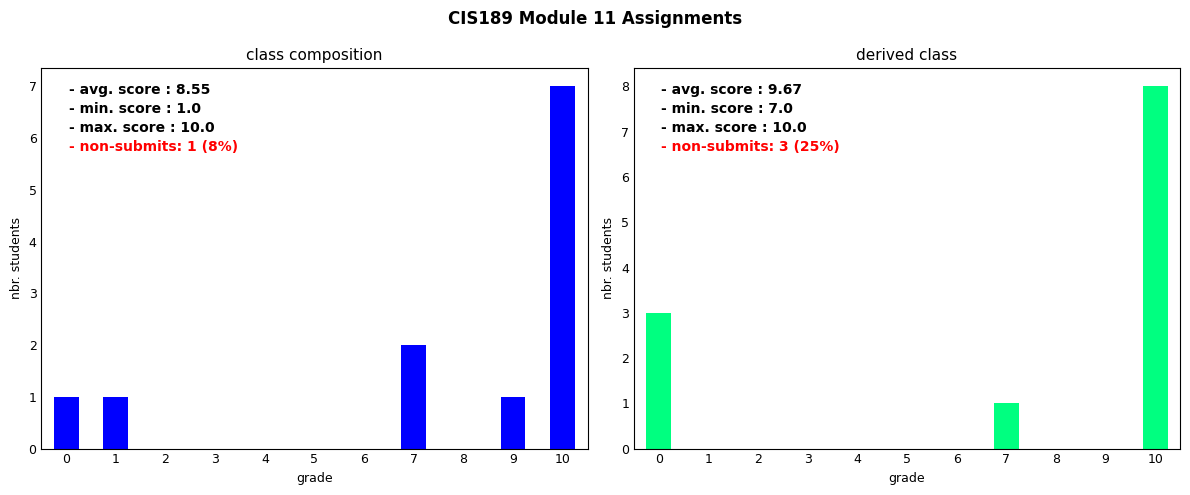 CIS189 Module 11 Assignments
class composition
- avg. score : 8.55
- min. score : 1.0
- max. score : 10.0
- non-submits: 1 (8%)
7
6
5
4
3
2
1
0
nbr. students
0 1 2 3 4 5 6 7 8 9 10
grade
derived class
- avg. score : 9.67
- min. score : 7.0
- max. score : 10.0
- non-submits: 3 (25%)
8
7
6
5
4
3
2
1
0
nbr. students
0 1 2 3 4 5 6 7 8 9 10
grade